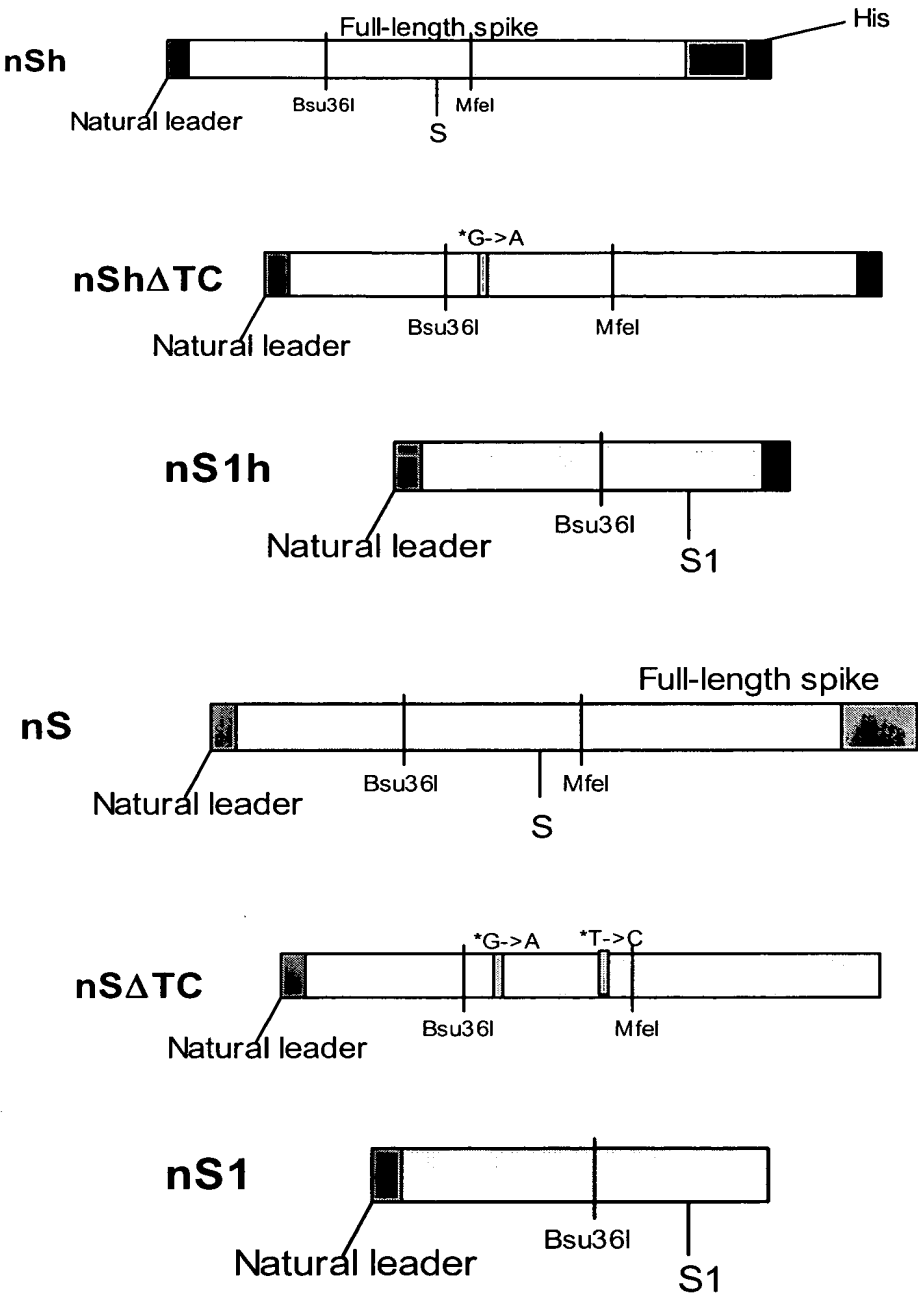 Full-length spike
His
nSh
Bsu36I
MfeI
Natural leader
S
*G->A
nShΔTC
Bsu36I
MfeI
Natural leader
nS1h
Bsu36I
Natural leader
S1
Full-length spike
nS
Bsu36I
MfeI
Natural leader
S
*G->A
*T->C
nSΔTC
Bsu36I
MfeI
Natural leader
nS1
Bsu36I
Natural leader
S1